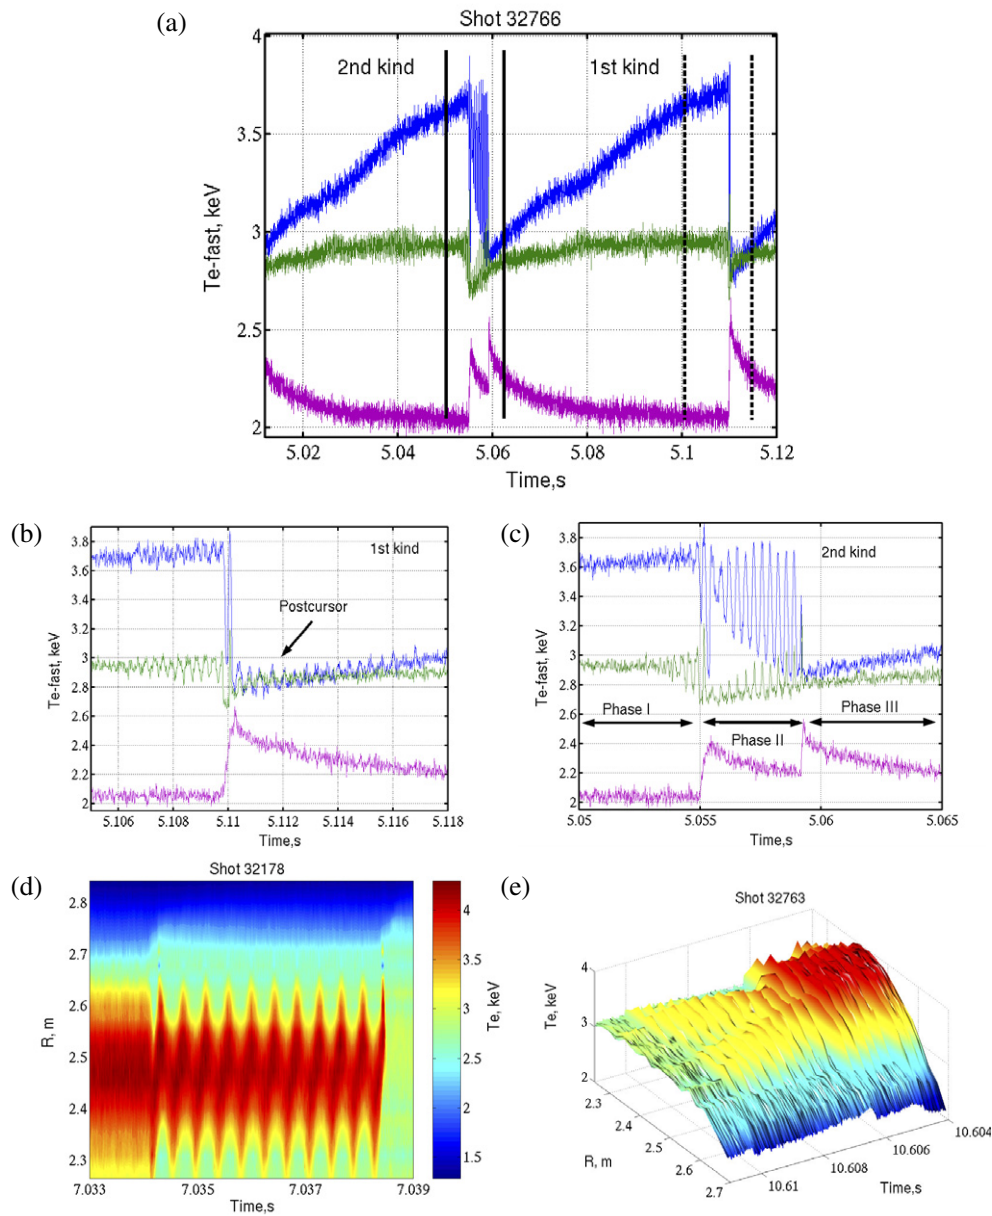 (a)
Shot 32766
2nd kind
1st kind
4
3.5
3
2.5
2
Te-fast, keV
5.02 5.04 5.06 5.08 5.1 5.12
Time,s
(b)
1st kind
Postcursor
3.8
3.6
3.4
3.2
3
2.8
2.6
2.4
2.2
2
Te-fast, keV
5.106 5.108 5.11 5.112 5.114 5.116 5.118
Time,s
(c)
2nd kind
Phase I
Phase II
Phase III
3.8
3.6
3.4
3.2
3
2.8
2.6
2.4
2.2
2
Te-fast, keV
5.05 5.055 5.06 5.065
Time,s
(d)
Shot 32178
2.8
2.7
2.6
2.5
2.4
2.3
R, m
7.033 7.035 7.037 7.039
Time,s
4
3.5
3
2.5
2
1.5
Te, keV
(e)
Shot 32763
4
3
2
Te, keV
2.3
2.4
2.5
2.6
2.7
R, m
10.61
10.608
10.606
10.604
Time,s